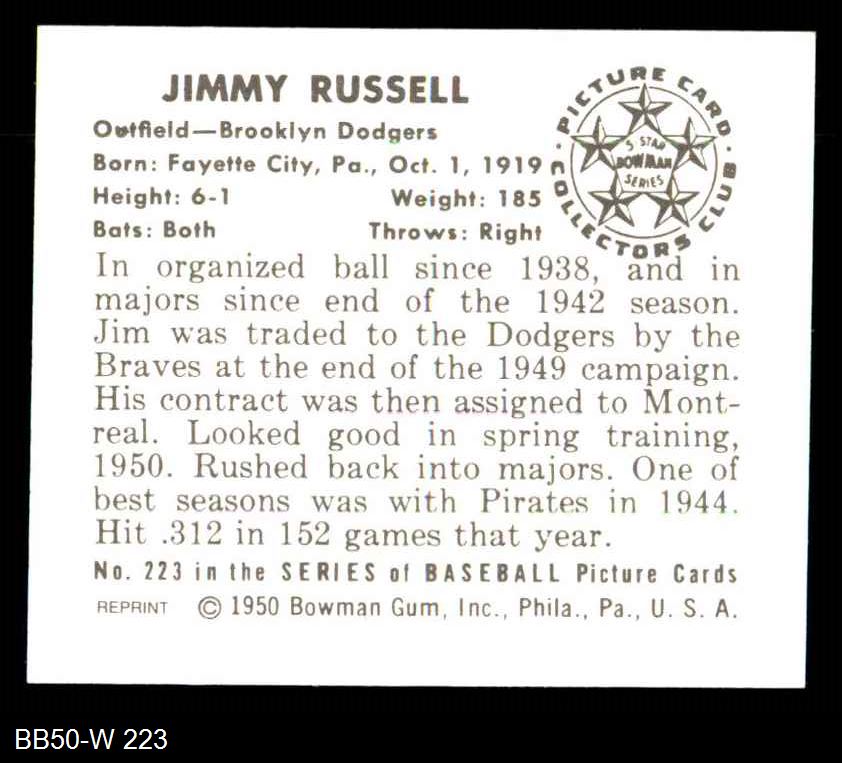 JIMMY RUSSELL
Outfield—Brooklyn Dodgers
Born: Fayette City, Pa., Oct. 1, 1919
Height: 6-1 Weight: 185
Bats: Both Throws: Right
PICTURE CARD
COLLECTORS CLUB
5 STAR
BOWMAN
SERIES
In organized ball since 1938, and in
majors since end of the 1942 season.
Jim was traded to the Dodgers by the
Braves at the end of the 1949 campaign.
His contract was then assigned to Mont-
real. Looked good in spring training,
1950. Rushed back into majors. One of
best seasons was with Pirates in 1944.
Hit .312 in 152 games that year.
No. 223 in the SERIES of BASEBALL Picture Cards
REPRINT © 1950 Bowman Gum, Inc., Phila., Pa., U. S. A.
BB50-W 223